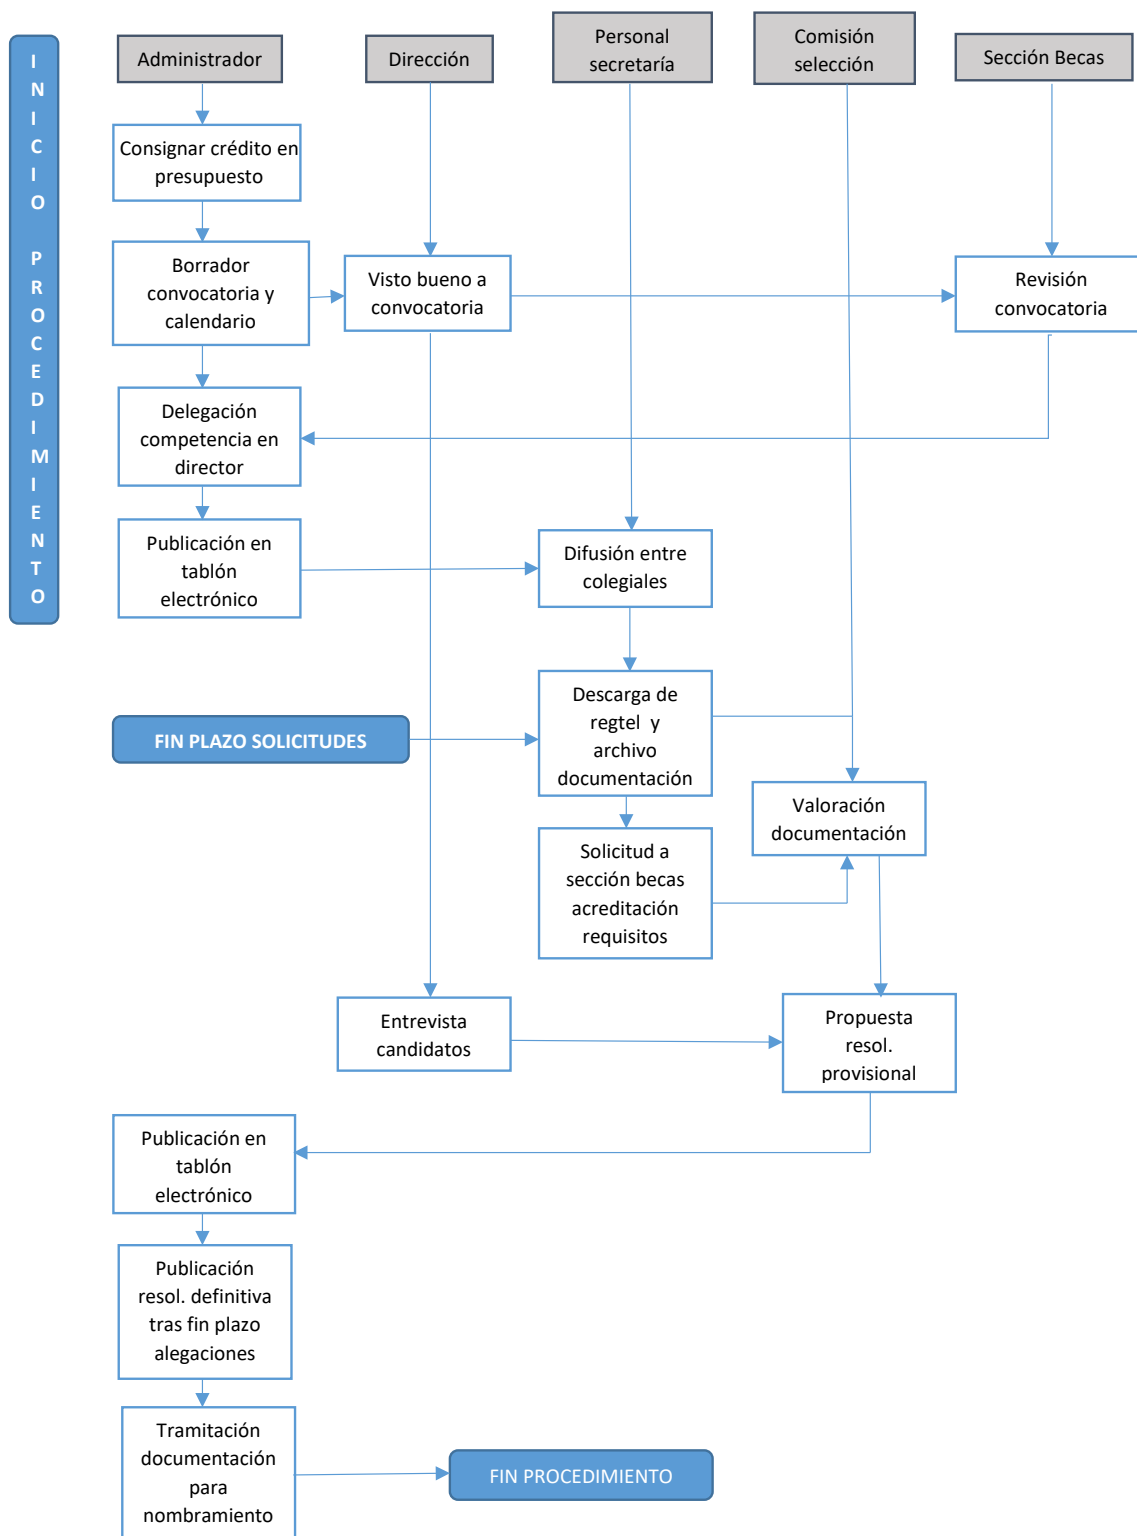 INICIO PROCEDIMIENTO
Administrador
Dirección
Personal
secretaría
Comisión
selección
Sección Becas
Consignar crédito en
presupuesto
Borrador
convocatoria y
calendario
Visto bueno a
convocatoria
Revisión
convocatoria
Delegación
competencia en
director
Publicación en
tablón
electrónico
Difusión entre
colegiales
FIN PLAZO SOLICITUDES
Descarga de
regtel y
archivo
documentación
Valoración
documentación
Solicitud a
sección becas
acreditación
requisitos
Entrevista
candidatos
Propuesta
resol.
provisional
Publicación en
tablón
electrónico
Publicación
resol. definitiva
tras fin plazo
alegaciones
Tramitación
documentación
para
nombramiento
FIN PROCEDIMIENTO